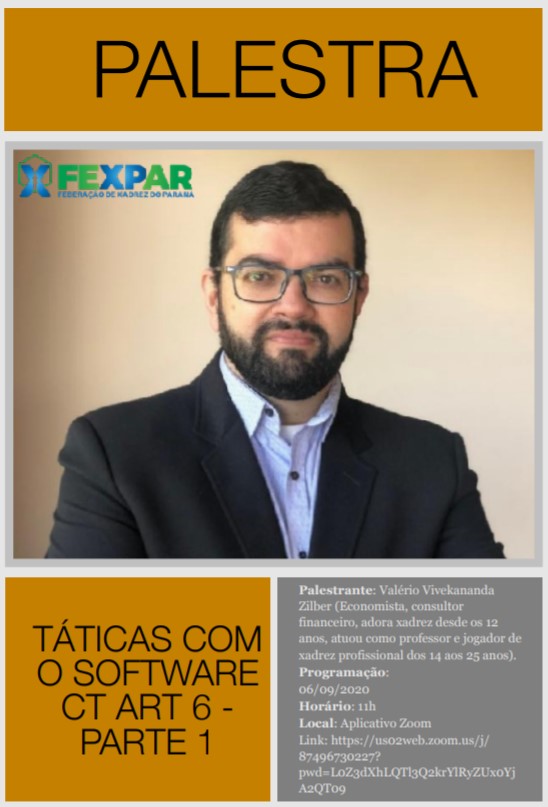 PALESTRA
FEXPAR
FEDERAÇÃO DE XADREZ DO PARANÁ
TÁTICAS COM
O SOFTWARE
CT ART 6 -
PARTE 1
Palestrante: Valério Vivekananda
Zilber (Economista, consultor
financeiro, adora xadrez desde os 12
anos, atuou como professor e jogador de
xadrez profissional dos 14 aos 25 anos).
Programação:
06/09/2020
Horário: 11h
Local: Aplicativo Zoom
Link: https://us02web.zoom.us/j/
87496730227?
pwd=L0Z3dXhLQTl3Q2krYlRyZUx0Yj
A2QT09